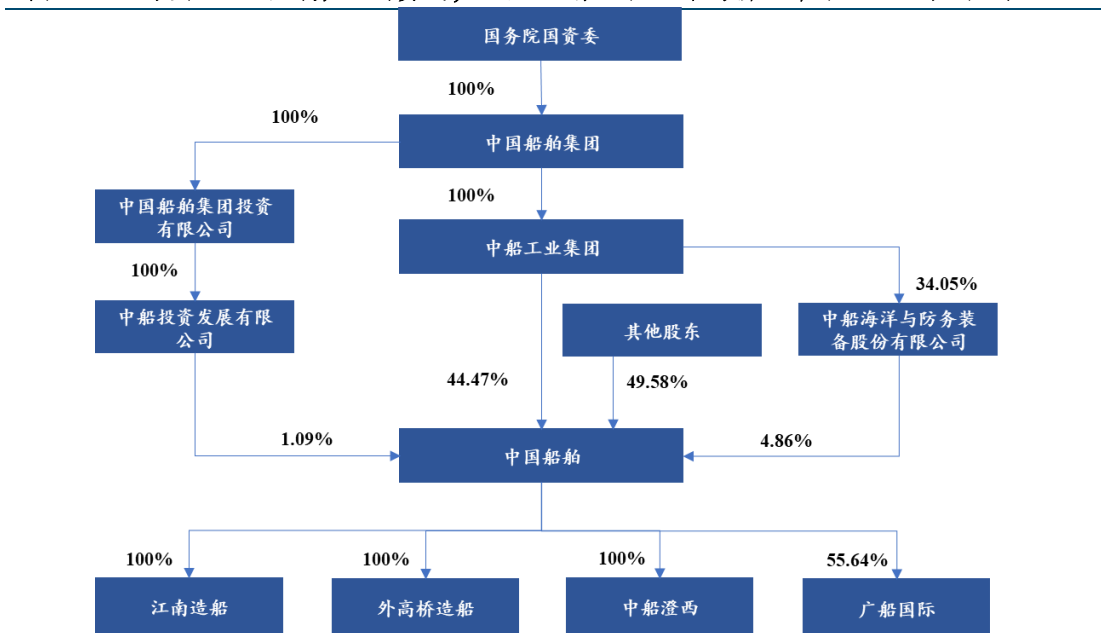 国务院国资委
100%
100%
中国船舶集团
中国船舶集团投资
有限公司
100%
中船工业集团
100%
34.05%
中船投资发展有限
公司
其他股东
中船海洋与防务装
备股份有限公司
44.47%
49.58%
1.09%
中国船舶
4.86%
100%
100%
100%
55.64%
江南造船
外高桥造船
中船澄西
广船国际